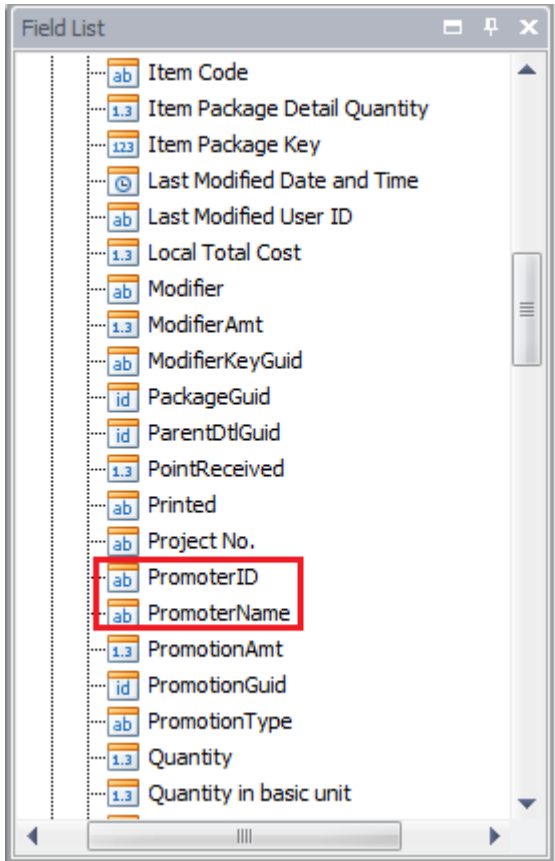 Field List
ab Item Code
1.3 Item Package Detail Quantity
123 Item Package Key
Last Modified Date and Time
ab Last Modified User ID
1.3 Local Total Cost
ab Modifier
1.3 ModifierAmt
ab ModifierKeyGuid
id PackageGuid
id ParentDtlGuid
1.3 PointReceived
ab Printed
ab Project No.
ab PromoterID
ab PromoterName
1.3 PromotionAmt
id PromotionGuid
ab PromotionType
1.3 Quantity
1.3 Quantity in basic unit